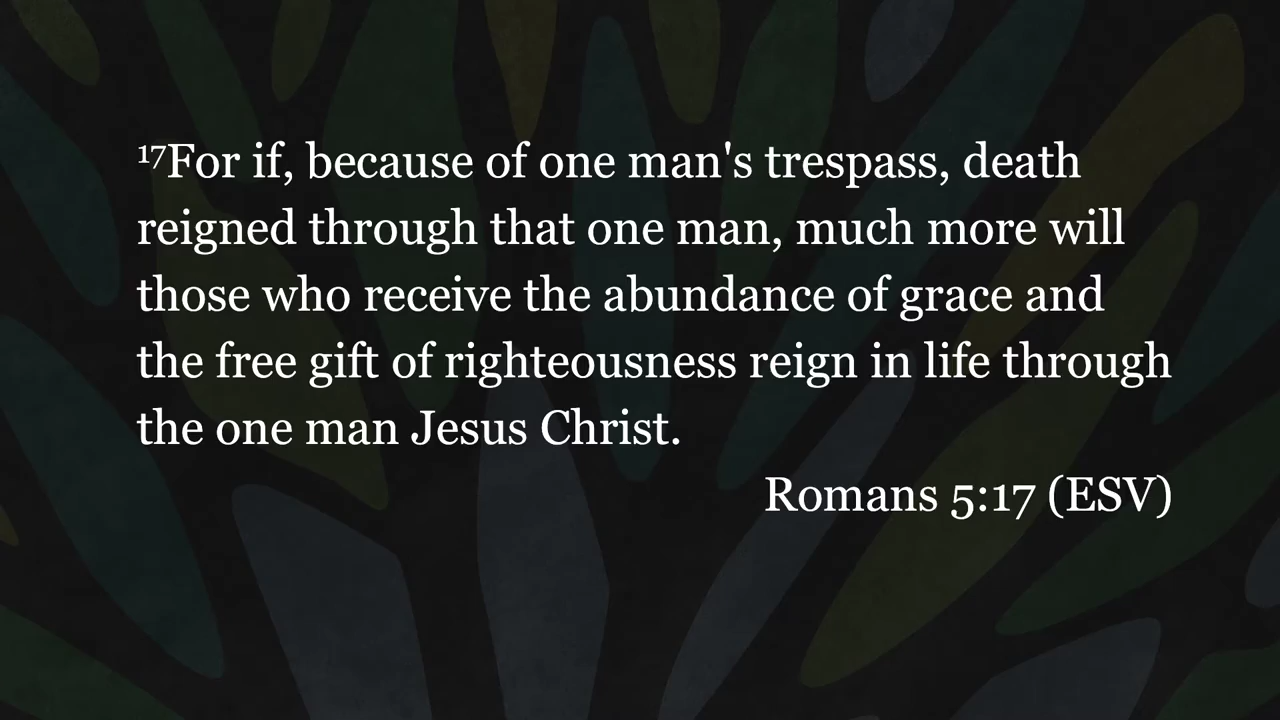 17For if, because of one man's trespass, death
reigned through that one man, much more will
those who receive the abundance of grace and
the free gift of righteousness reign in life through
the one man Jesus Christ.
Romans 5:17 (ESV)